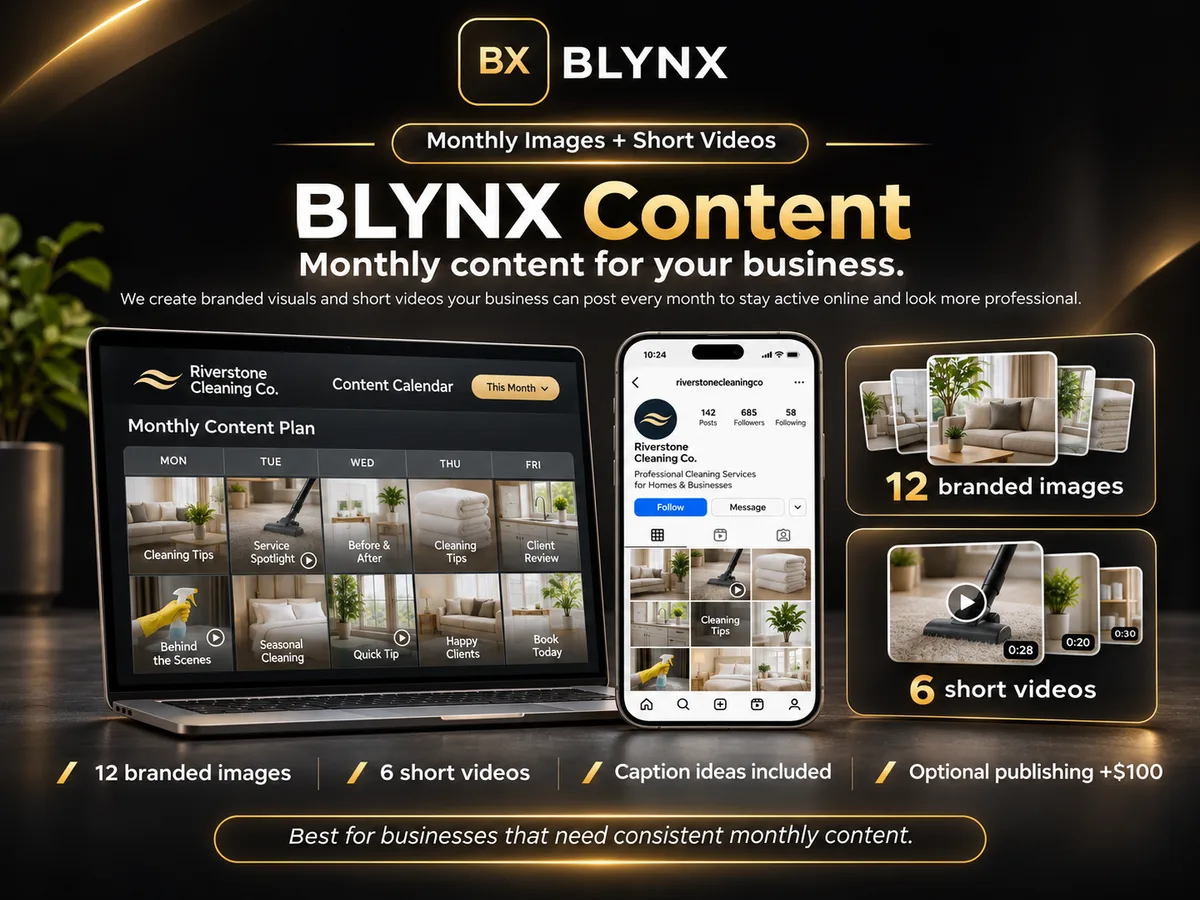 BX BLYNX
Monthly Images + Short Videos
BLYNX Content
Monthly content for your business.
We create branded visuals and short videos your business can post every month to stay active online and look more professional.
Riverstone
Cleaning Co.
Content Calendar
This Month
Monthly Content Plan
MON TUE WED THU FRI
Cleaning Tips
Service
Spotlight
Before &
After
Cleaning
Tips
Client
Review
Behind
the Scenes
Seasonal
Cleaning
Quick Tip
Happy
Clients
Book
Today
10:24
riverstonecleaningco
142 685 58
Posts Followers Following
Riverstone
Cleaning Co.
Professional Cleaning Services
for Homes & Businesses
Follow Message
Cleaning
Tips
12 branded images
0:28
0:20
0:30
6 short videos
12 branded images
6 short videos
Caption ideas included
Optional publishing +$100
Best for businesses that need consistent monthly content.